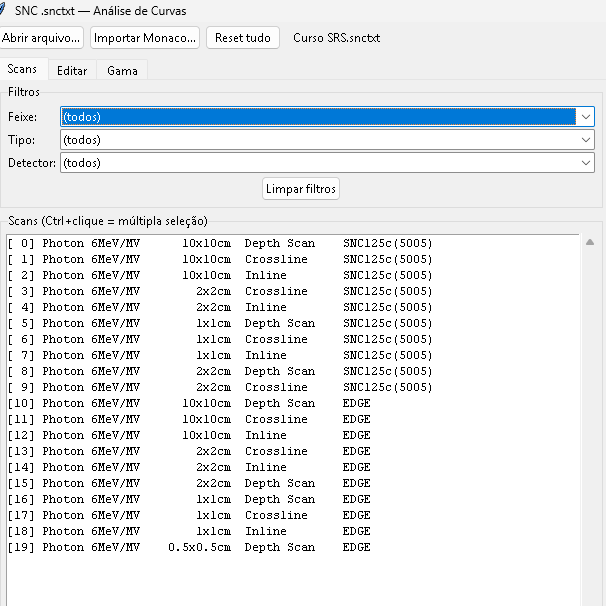 SNC .snctxt — Análise de Curvas
Abrir arquivo... Importar Monaco... Reset tudo Curso SRS.snctxt
Scans Editar Gama
Filtros
Feixe: (todos)
Tipo: (todos)
Detector: (todos)
Limpar filtros
Scans (Ctrl+clique = múltipla seleção)
[ 0] Photon 6MeV/MV 10x10cm Depth Scan SNC125c(5005)
[ 1] Photon 6MeV/MV 10x10cm Crossline SNC125c(5005)
[ 2] Photon 6MeV/MV 10x10cm Inline SNC125c(5005)
[ 3] Photon 6MeV/MV 2x2cm Crossline SNC125c(5005)
[ 4] Photon 6MeV/MV 2x2cm Inline SNC125c(5005)
[ 5] Photon 6MeV/MV 1x1cm Depth Scan SNC125c(5005)
[ 6] Photon 6MeV/MV 1x1cm Crossline SNC125c(5005)
[ 7] Photon 6MeV/MV 1x1cm Inline SNC125c(5005)
[ 8] Photon 6MeV/MV 2x2cm Depth Scan SNC125c(5005)
[ 9] Photon 6MeV/MV 2x2cm Crossline SNC125c(5005)
[10] Photon 6MeV/MV 10x10cm Depth Scan EDGE
[11] Photon 6MeV/MV 10x10cm Crossline EDGE
[12] Photon 6MeV/MV 10x10cm Inline EDGE
[13] Photon 6MeV/MV 2x2cm Crossline EDGE
[14] Photon 6MeV/MV 2x2cm Inline EDGE
[15] Photon 6MeV/MV 2x2cm Depth Scan EDGE
[16] Photon 6MeV/MV 1x1cm Depth Scan EDGE
[17] Photon 6MeV/MV 1x1cm Crossline EDGE
[18] Photon 6MeV/MV 1x1cm Inline EDGE
[19] Photon 6MeV/MV 0.5x0.5cm Depth Scan EDGE